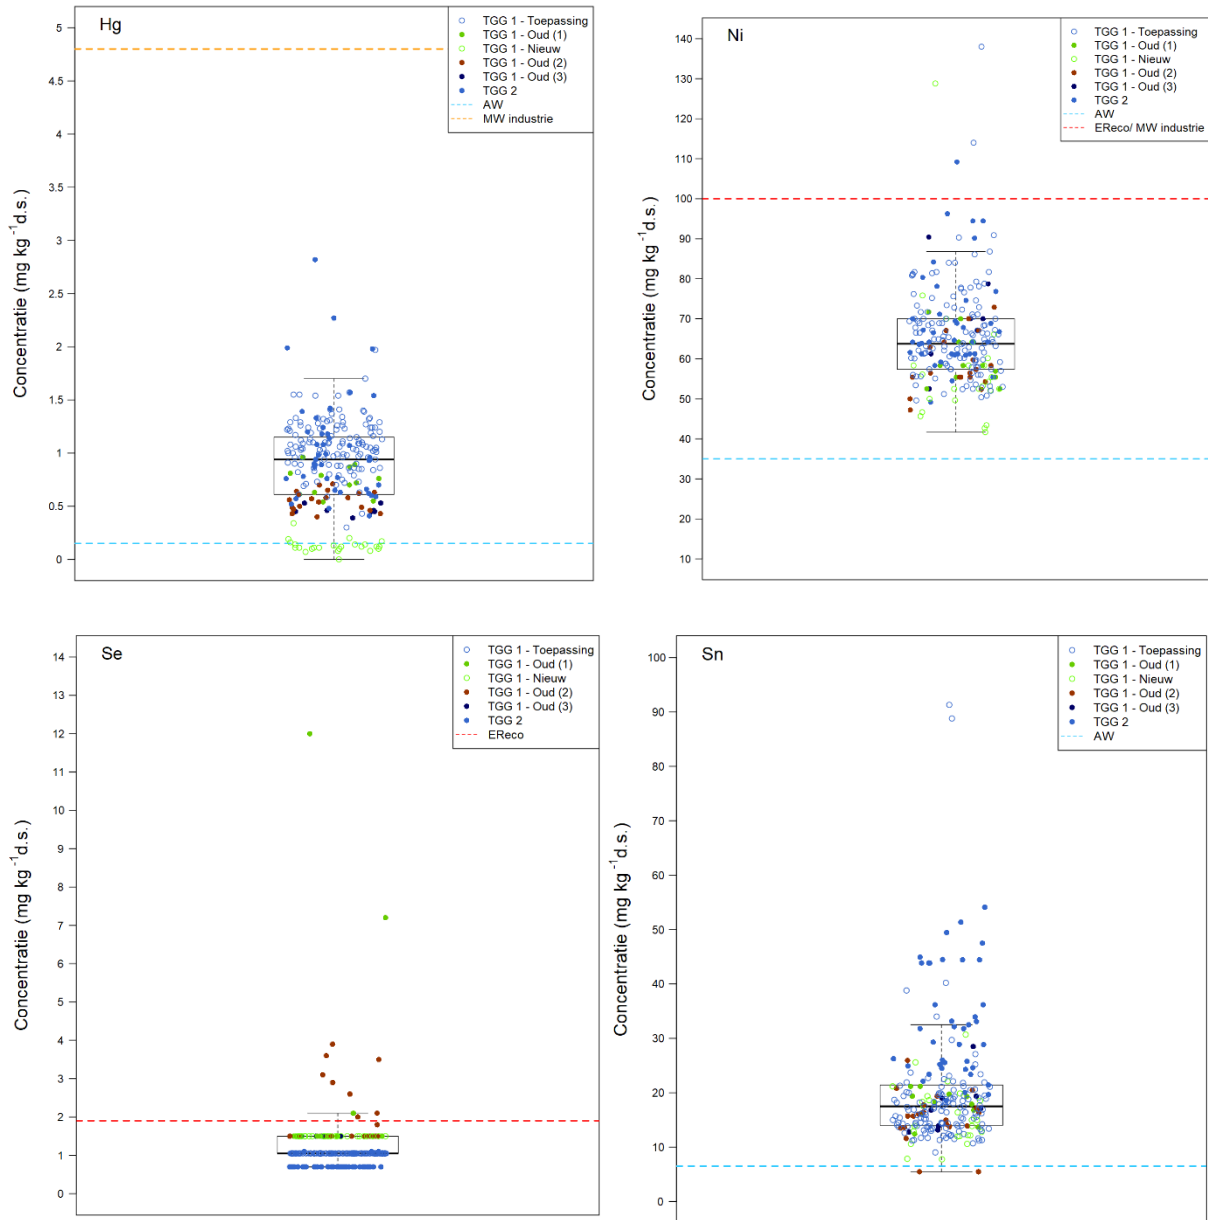 Hg
TGG 1 - Toepassing
TGG 1 - Oud (1)
TGG 1 - Nieuw
TGG 1 - Oud (2)
TGG 1 - Oud (3)
TGG 2
AW
MW industrie
5
4.5
4
3.5
3
2.5
2
1.5
1
0.5
0
Concentratie (mg kg⁻¹d.s.)
Ni
TGG 1 - Toepassing
TGG 1 - Oud (1)
TGG 1 - Nieuw
TGG 1 - Oud (2)
TGG 1 - Oud (3)
TGG 2
AW
EReco/ MW industrie
140
130
120
110
100
90
80
70
60
50
40
30
20
10
Concentratie (mg kg⁻¹d.s.)
Se
TGG 1 - Toepassing
TGG 1 - Oud (1)
TGG 1 - Nieuw
TGG 1 - Oud (2)
TGG 1 - Oud (3)
TGG 2
EReco
14
13
12
11
10
9
8
7
6
5
4
3
2
1
0
Concentratie (mg kg⁻¹d.s.)
Sn
TGG 1 - Toepassing
TGG 1 - Oud (1)
TGG 1 - Nieuw
TGG 1 - Oud (2)
TGG 1 - Oud (3)
TGG 2
AW
100
90
80
70
60
50
40
30
20
10
0
Concentratie (mg kg⁻¹d.s.)